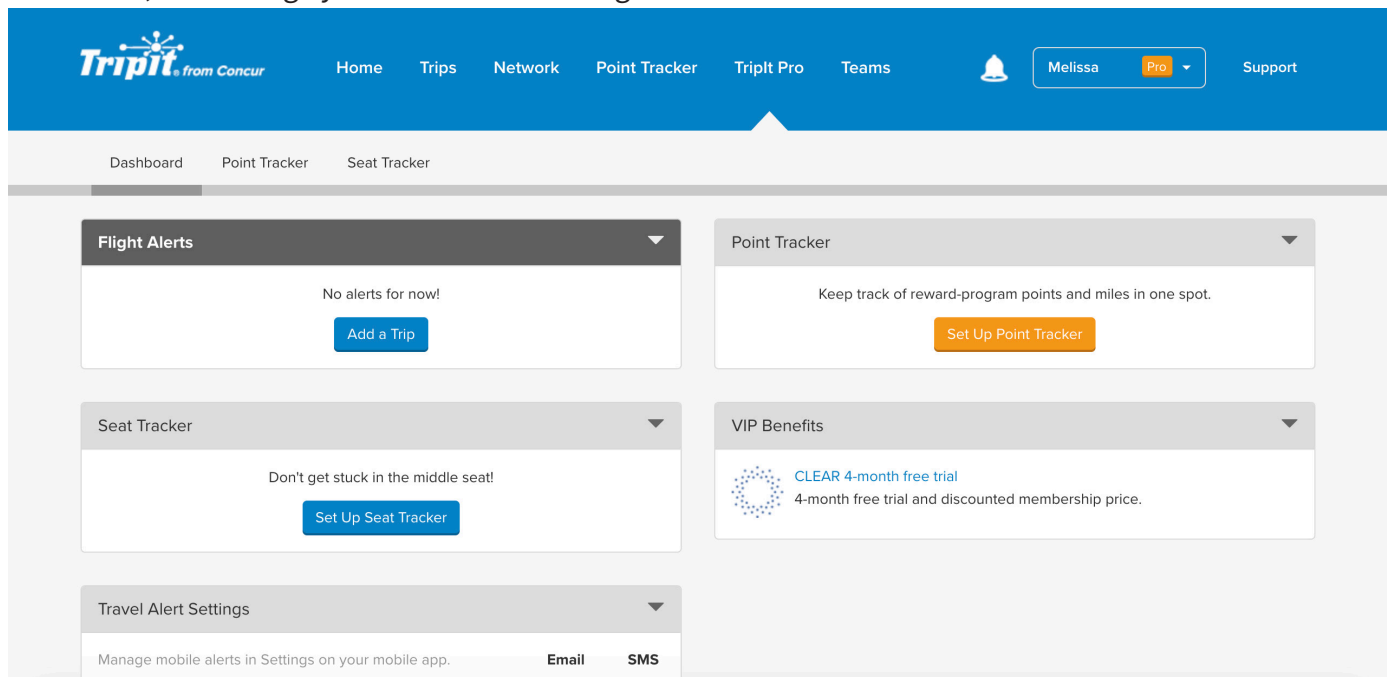 TripIt® from Concur
Home Trips Network Point Tracker TripIt Pro Teams Melissa Pro Support
Dashboard Point Tracker Seat Tracker
Flight Alerts
No alerts for now!
Add a Trip
Point Tracker
Keep track of reward-program points and miles in one spot.
Set Up Point Tracker
Seat Tracker
Don't get stuck in the middle seat!
Set Up Seat Tracker
VIP Benefits
CLEAR 4-month free trial
4-month free trial and discounted membership price.
Travel Alert Settings
Manage mobile alerts in Settings on your mobile app. Email SMS